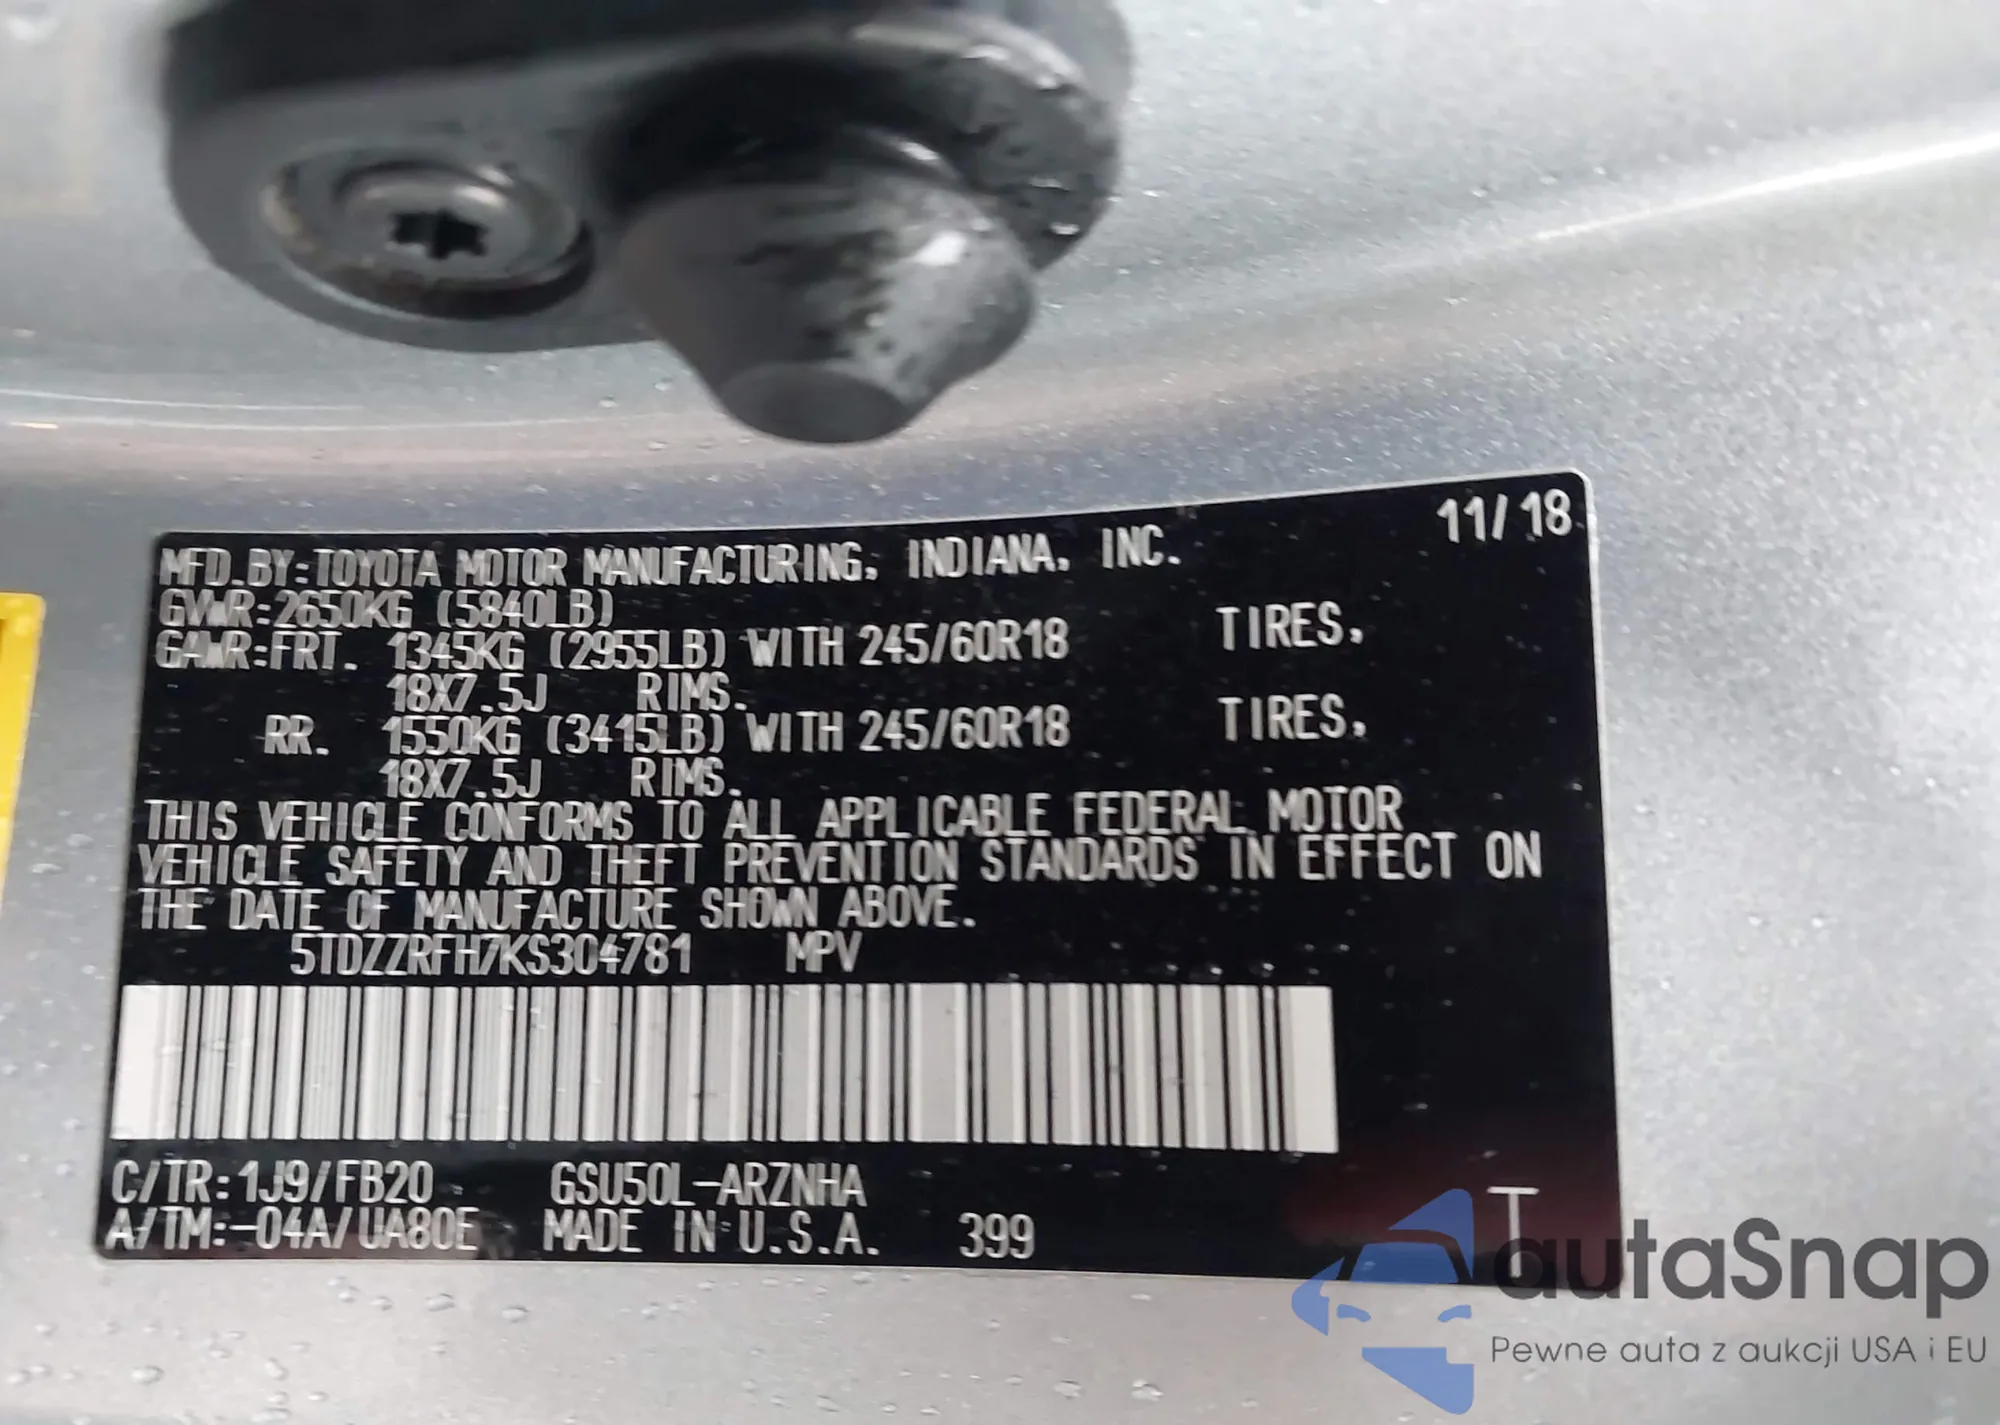 11/18
MFD.BY:TOYOTA MOTOR MANUFACTURING, INDIANA, INC.
GVWR:2650KG (5840LB)
GAWR:FRT. 1345KG (2955LB) WITH 245/60R18 TIRES,
18X7.5J RIMS.
RR. 1550KG (3415LB) WITH 245/60R18 TIRES,
18X7.5J RIMS.
THIS VEHICLE CONFORMS TO ALL APPLICABLE FEDERAL MOTOR
VEHICLE SAFETY AND THEFT PREVENTION STANDARDS IN EFFECT ON
THE DATE OF MANUFACTURE SHOWN ABOVE.
5TDZZRFH7KS304781 MPV
C/TR:1J9/FB20 GSU50L-ARZNHA
A/TM:-04A/UA80E MADE IN U.S.A. 399
T
autaSnap
Pewne auta z aukcji USA i EU